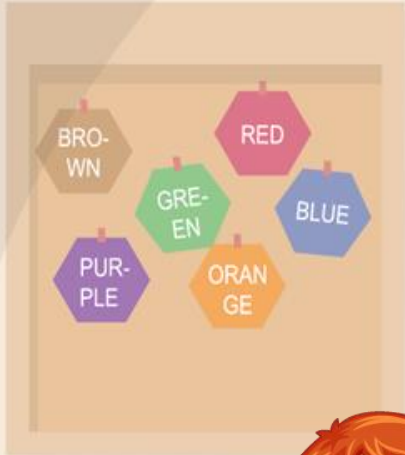 BRO-
WN
RED
GRE-
EN
BLUE
PUR-
PLE
ORAN
GE